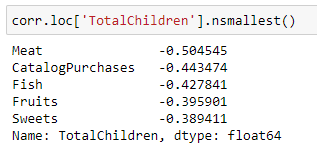 corr.loc['TotalChildren'].nsmallest()
Meat -0.504545
CatalogPurchases -0.443474
Fish -0.427841
Fruits -0.395901
Sweets -0.389411
Name: TotalChildren, dtype: float64